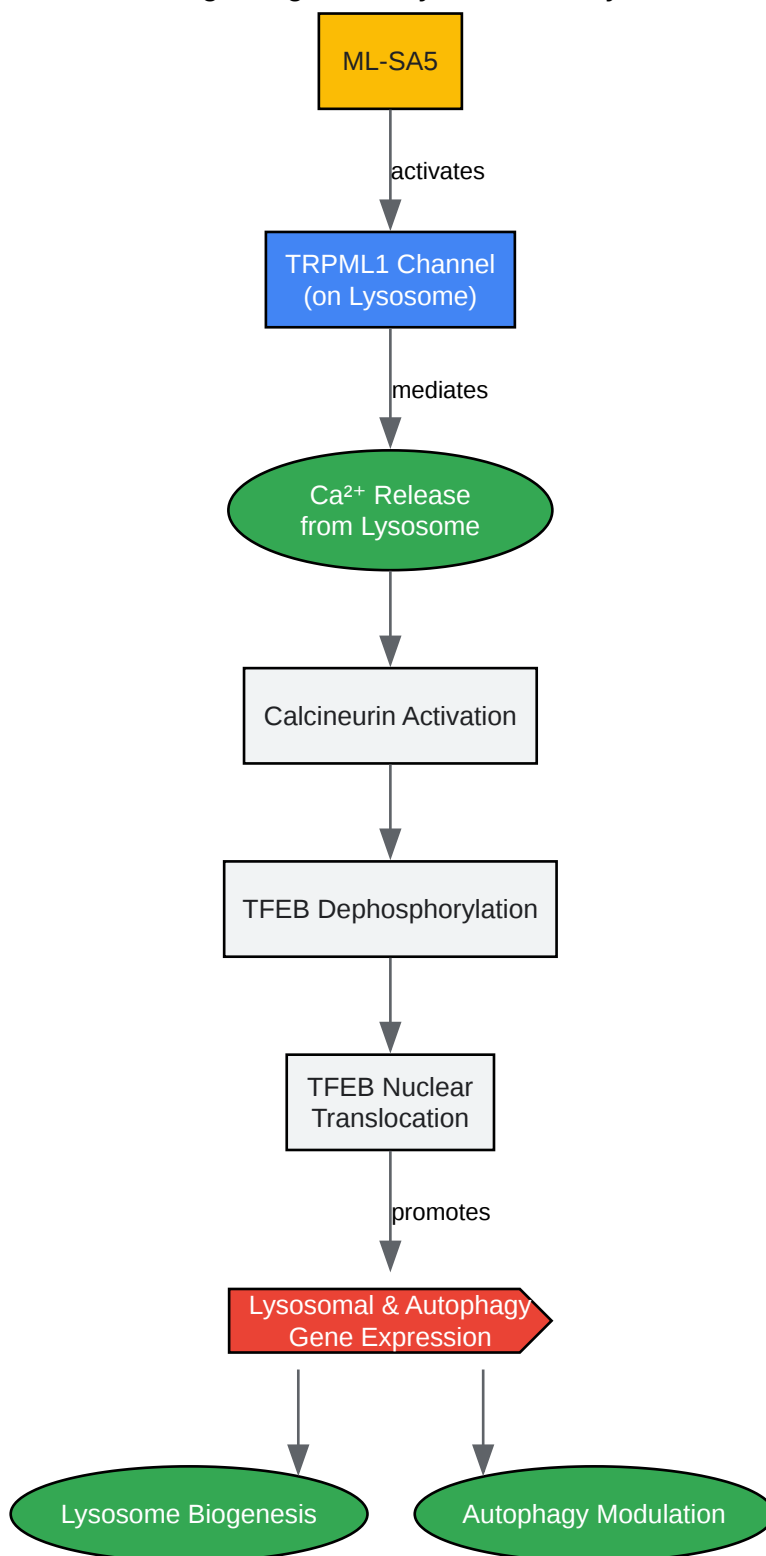 ML-SA5
activates
TRPML1 Channel
(on Lysosome)
mediates
Ca²⁺ Release
from Lysosome
Calcineurin Activation
TFEB Dephosphorylation
TFEB Nuclear
Translocation
promotes
Lysosomal & Autophagy
Gene Expression
Lysosome Biogenesis
Autophagy Modulation